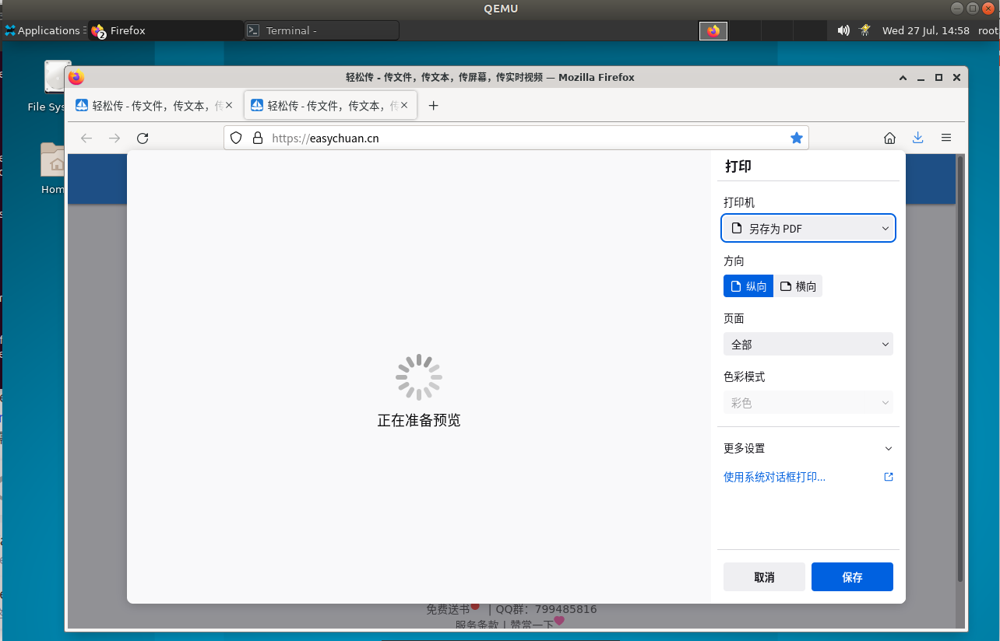 QEMU
Applications
2
Firefox
Terminal -
Wed 27 Jul, 14:58
root
File Sys
Hom
轻松传 - 传文件，传文本，传屏幕，传实时视频 — Mozilla Firefox
轻松传 - 传文件，传文本，传
轻松传 - 传文件，传文本，传
https://easychuan.cn
打印
打印机
另存为 PDF
方向
纵向
横向
页面
全部
色彩模式
彩色
更多设置
使用系统对话框打印...
正在准备预览
取消
保存
免费送书 | QQ群：799485816
服务条款 | 赞赏一下